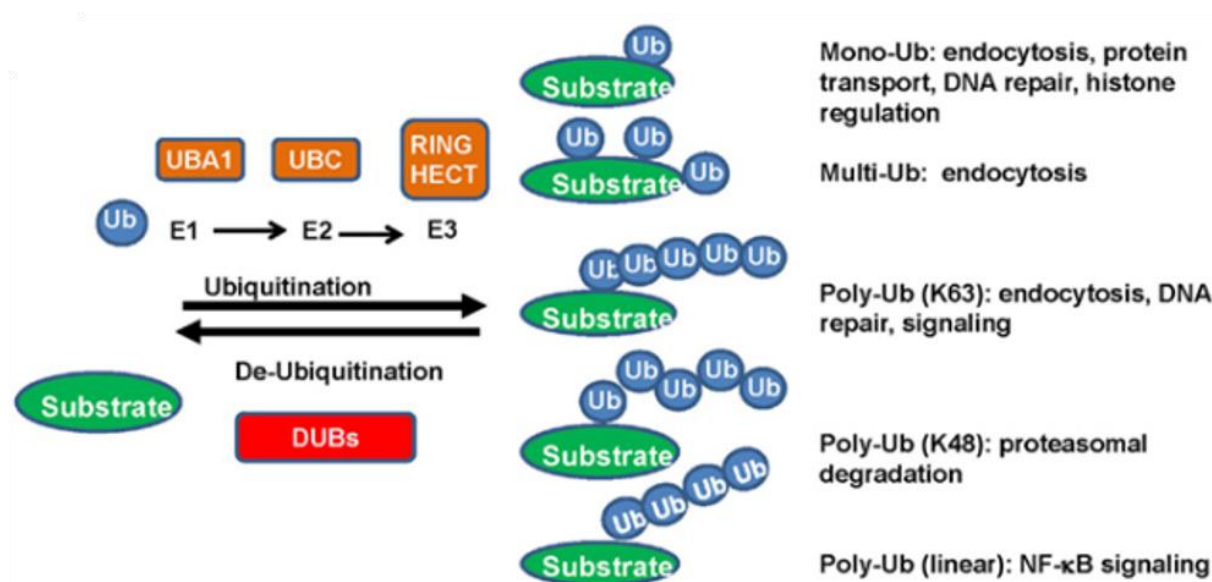 Ub
Substrate
Mono-Ub: endocytosis, protein
transport, DNA repair, histone
regulation
UBA1
UBC
RING
HECT
Ub
Ub
Ub
Substrate
Multi-Ub: endocytosis
Ub
E1
E2
E3
Ubiquitination
Ub
Ub
Ub
Ub
Ub
Substrate
Poly-Ub (K63): endocytosis, DNA
repair, signaling
De-Ubiquitination
Substrate
DUBs
Ub
Ub
Ub
Ub
Ub
Substrate
Poly-Ub (K48): proteasomal
degradation
Ub
Ub
Ub
Ub
Substrate
Poly-Ub (linear): NF-κB signaling